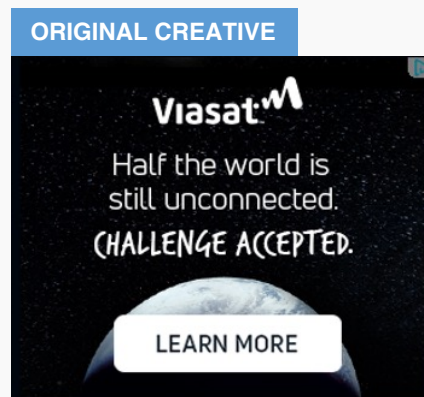 ORIGINAL CREATIVE
Viasat
Half the world is
still unconnected.
CHALLENGE ACCEPTED.
LEARN MORE